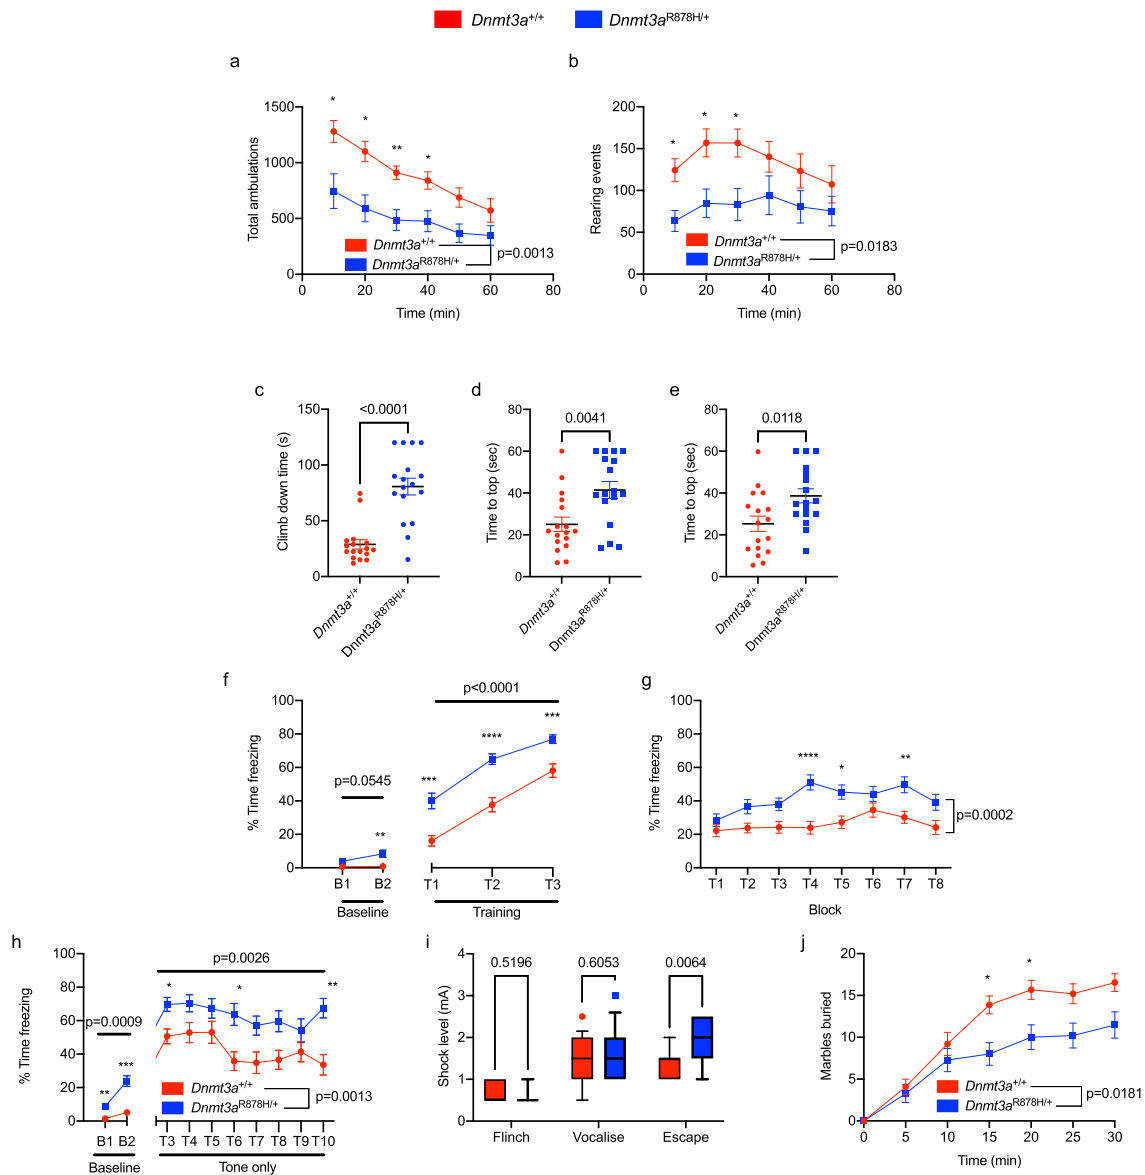 Dnmt3a+/+ Dnmt3aR878H/+
a b
1500 200
* * ** * * * *
150
1000
100
500
50
0 0
Total ambulations
Rearing events
Dnmt3a+/+
Dnmt3aR878H/+
p=0.0013
Dnmt3a+/+
Dnmt3aR878H/+
p=0.0183
0 20 40 60 80 0 20 40 60 80
Time (min) Time (min)
c d e
<0.0001 0.0041 0.0118
150 80 80
100 60 60
50 40 40
20 20
0 0 0
Climb down time (s)
Time to top (sec)
Time to top (sec)
Dnmt3a+/+ Dnmt3aR878H/+ Dnmt3a+/+ Dnmt3aR878H/+ Dnmt3a+/+ Dnmt3aR878H/+
f g
p<0.0001
100 100
80 80
60 60
40 40
20 20
0 0
% Time freezing
% Time freezing
p=0.0545
** *** **** ***
**** * **
p=0.0002
B1 B2 T1 T2 T3 T1 T2 T3 T4 T5 T6 T7 T8
Baseline Training Block
h i j
100
80
60
40
20
0
% Time freezing
p=0.0009
p=0.0026
** *** * * **
Dnmt3a+/+
Dnmt3aR878H/+
p=0.0013
B1 B2 T3 T4 T5 T6 T7 T8 T9 T10
Baseline Tone only
4
3
2
1
0
Shock level (mA)
0.5196 0.6053 0.0064
Flinch Vocalise Escape
20
15
10
5
0
Marbles buried
* *
Dnmt3a+/+
Dnmt3aR878H/+
p=0.0181
0 5 10 15 20 25 30
Time (min)